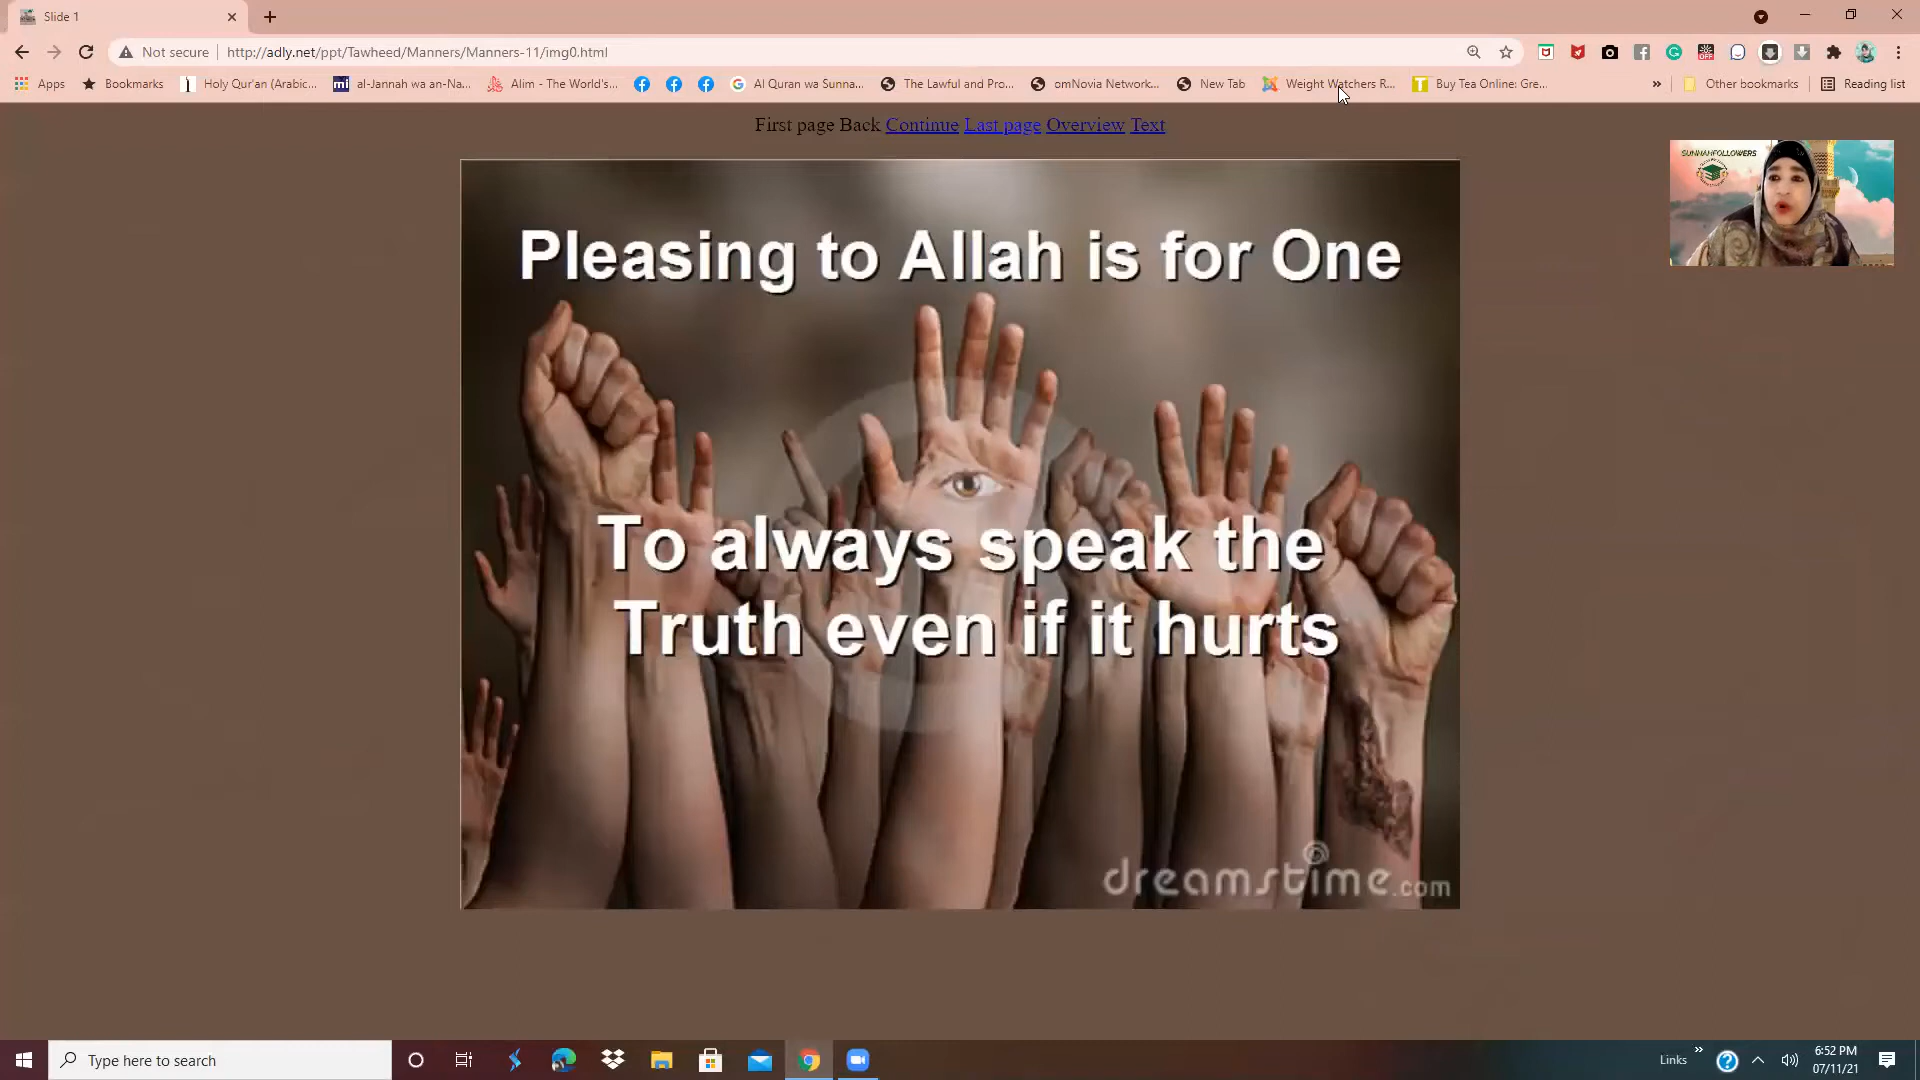 Slide 1
Not secure
http://adly.net/ppt/Tawheed/Manners/Manners-11/img0.html
Apps
Bookmarks
Holy Qur'an (Arabic...
al-Jannah wa an-Na...
Alim - The World's...
Al Quran wa Sunna...
The Lawful and Pro...
omNovia Network...
New Tab
Weight Watchers R...
Buy Tea Online: Gre...
Other bookmarks
Reading list
First page Back Continue Last page Overview Text
SUNNAHFOLLOWERS
Pleasing to Allah is for One
To always speak the
Truth even if it hurts
dreamstime.com
Type here to search
Links
6:52 PM
07/11/21